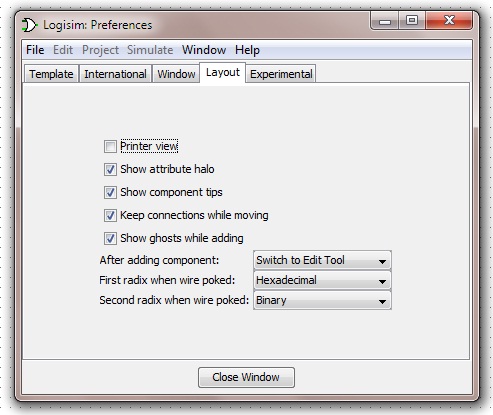 Logisim: Preferences
File Edit Project Simulate Window Help
Template International Window Layout Experimental
Printer view
Show attribute halo
Show component tips
Keep connections while moving
Show ghosts while adding
After adding component: Switch to Edit Tool
First radix when wire poked: Hexadecimal
Second radix when wire poked: Binary
Close Window